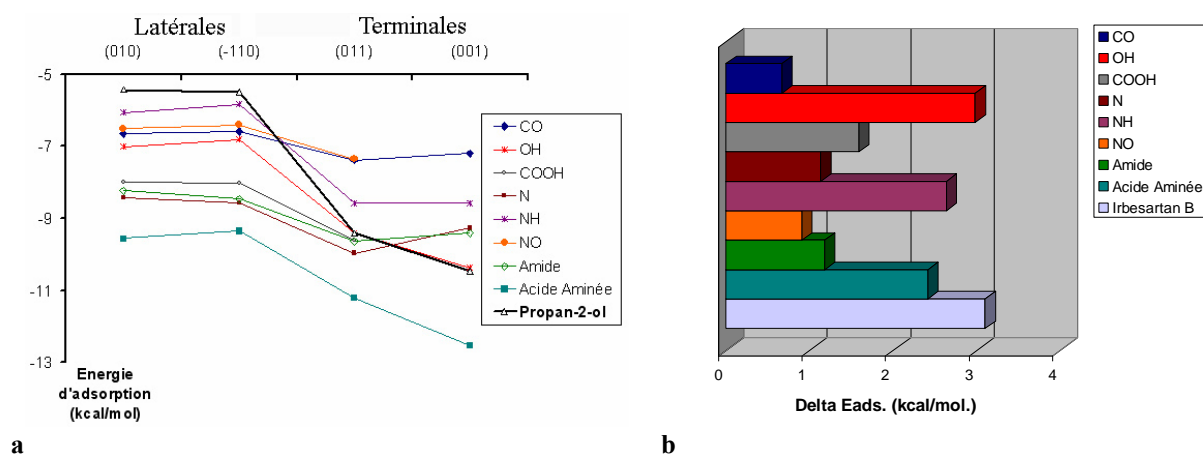 Latérales Terminales
(010) (-110) (011) (001)
-5
-7
-9
-11
-13
Energie
d'adsorption
(kcal/mol)
CO
OH
COOH
N
NH
NO
Amide
Acide Aminée
Propan-2-ol
a
CO
OH
COOH
N
NH
NO
Amide
Acide Aminée
Irbesartan B
0 1 2 3 4
Delta Eads. (kcal/mol.)
b